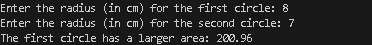 Enter the radius (in cm) for the first circle: 8
Enter the radius (in cm) for the second circle: 7
The first circle has a larger area: 200.96